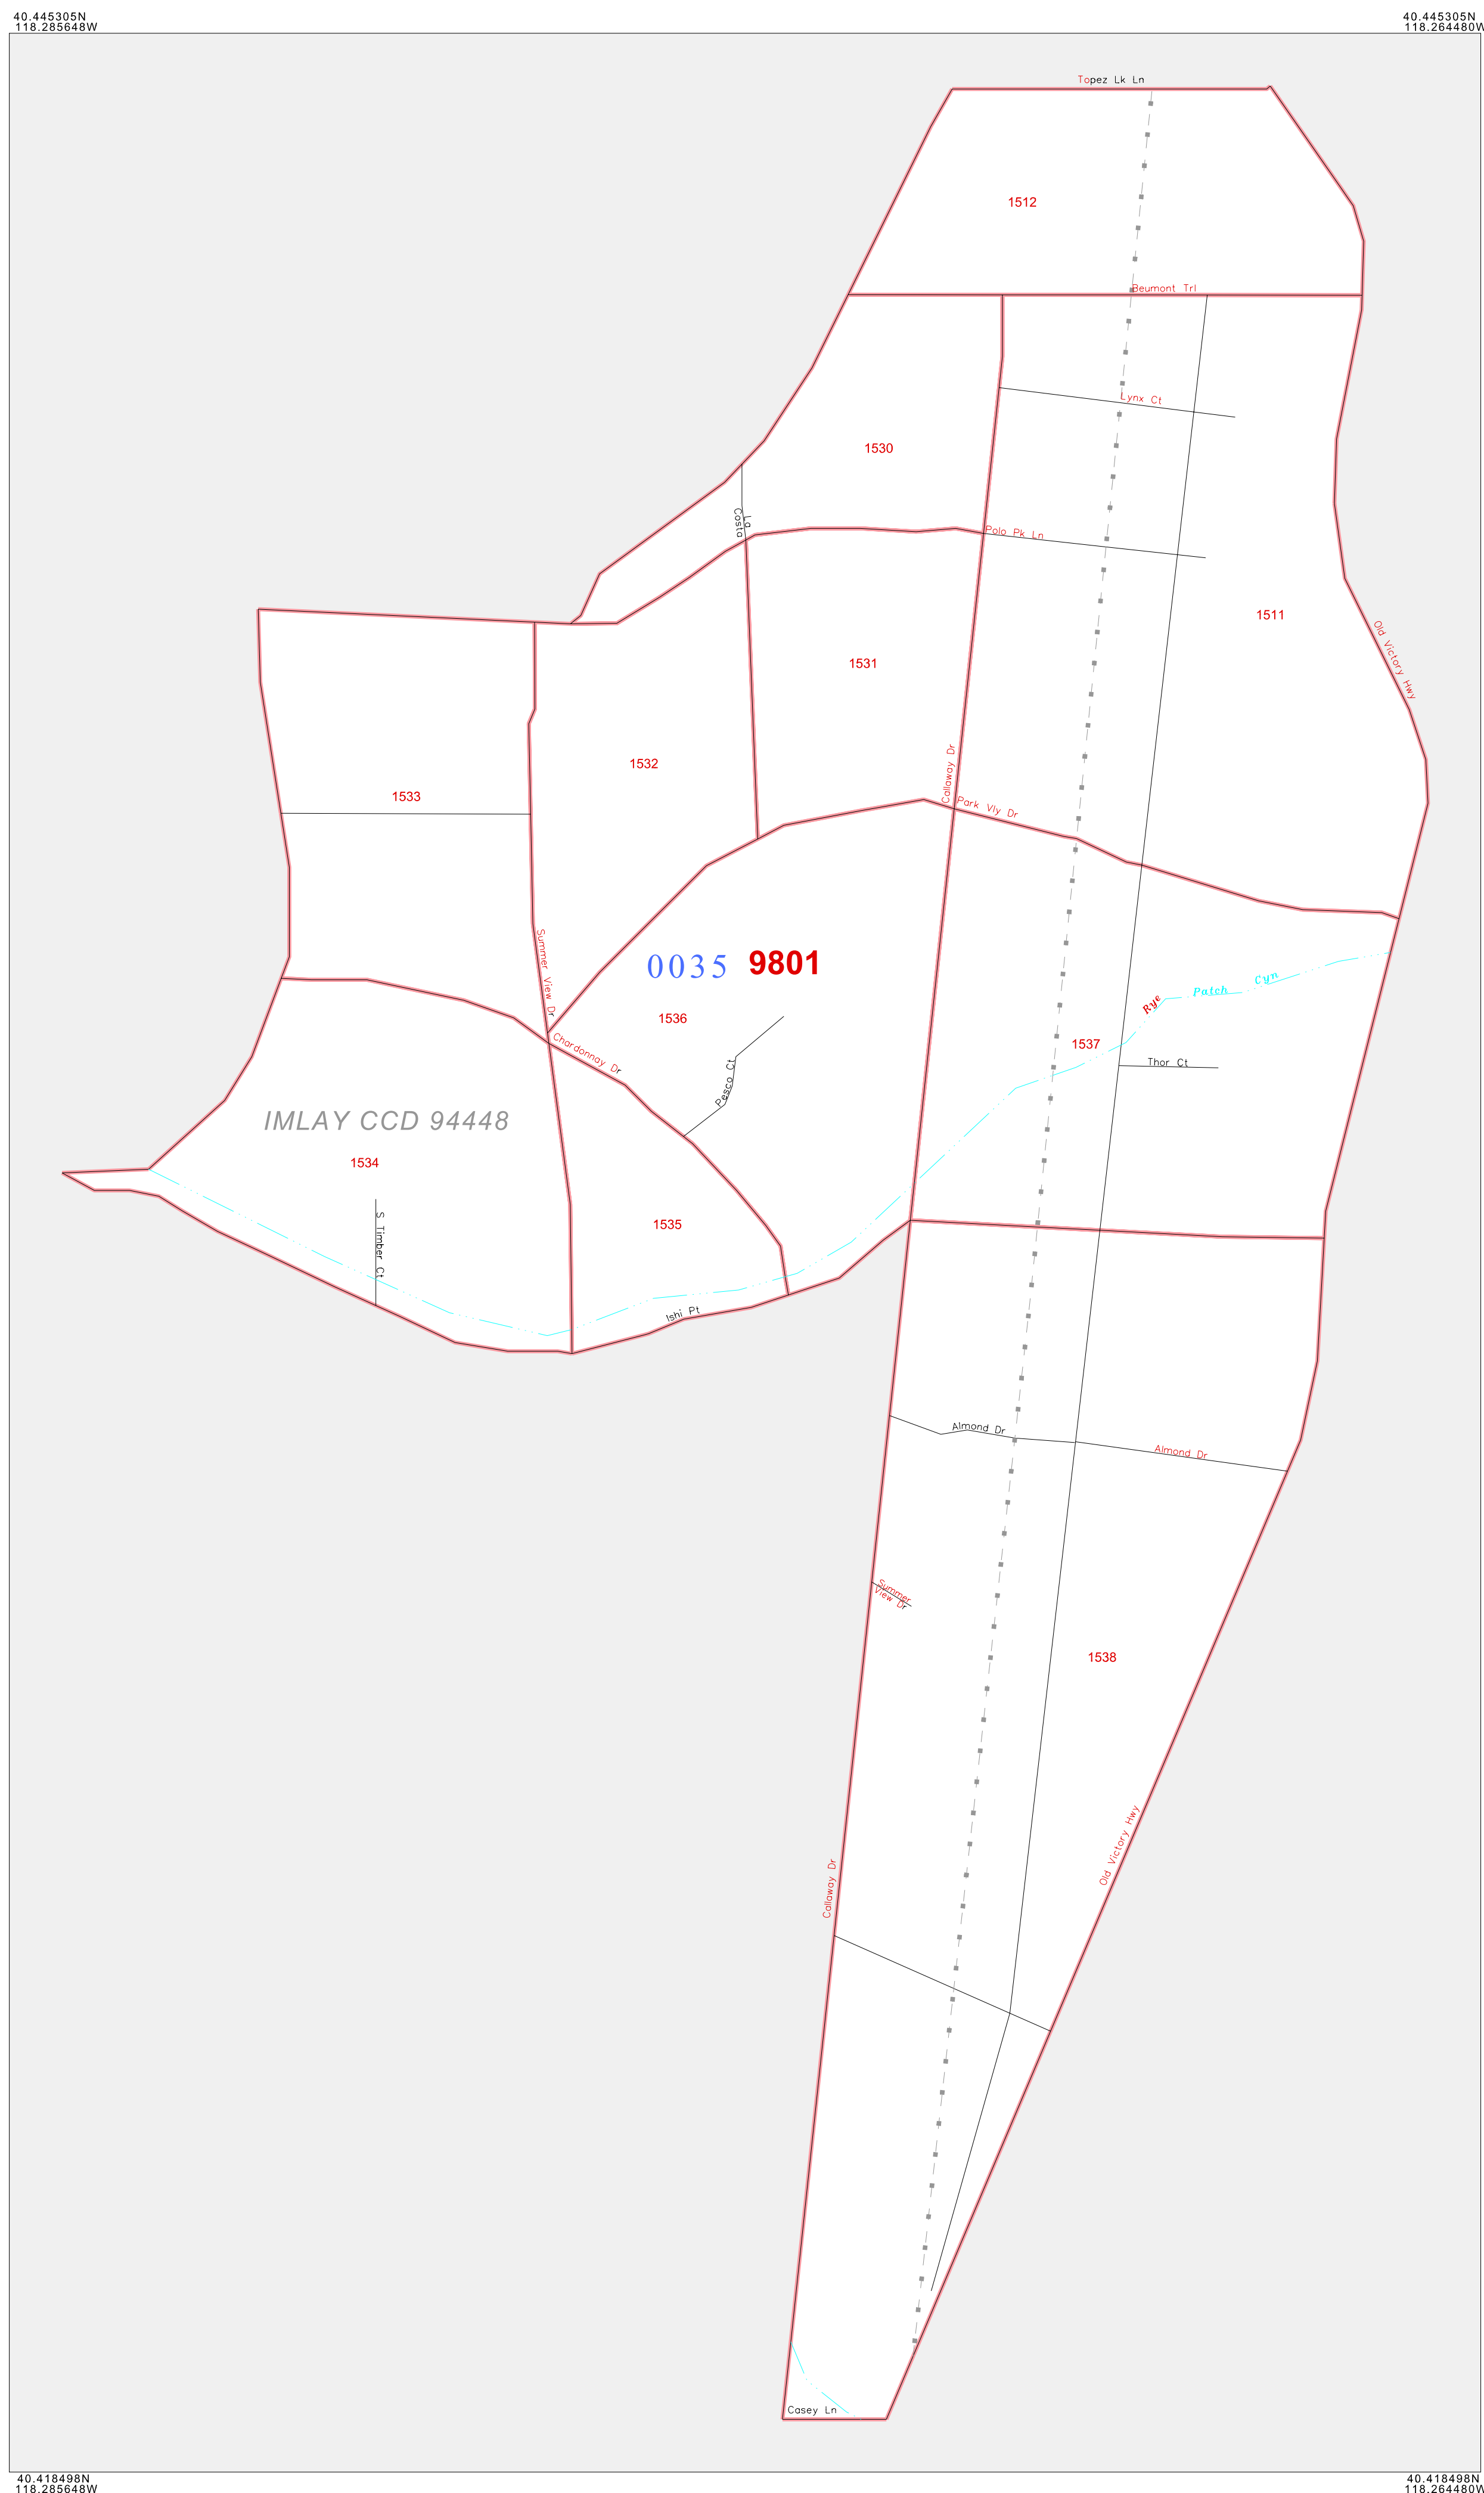 40.445305N
118.285648W
40.445305N
118.264480W
Topez Lk Ln
1512
Beumont Trl
Lynx Ct
1530
La
Costa
Polo Pk Ln
1511
Old Victory Hwy
1531
1532
Callaway Dr
1533
Park Vly Dr
Summer View Dr
0035 9801
Rye Patch Cyn
1536
1537
Chardonnay Dr
Thor Ct
Pesco Ct
IMLAY CCD 94448
1534
S Timber Ct
1535
Ishi Pt
Almond Dr
Almond Dr
Summer
View Dr
1538
Old Victory Hwy
Callaway Dr
Casey Ln
40.418498N
118.285648W
40.418498N
118.264480W